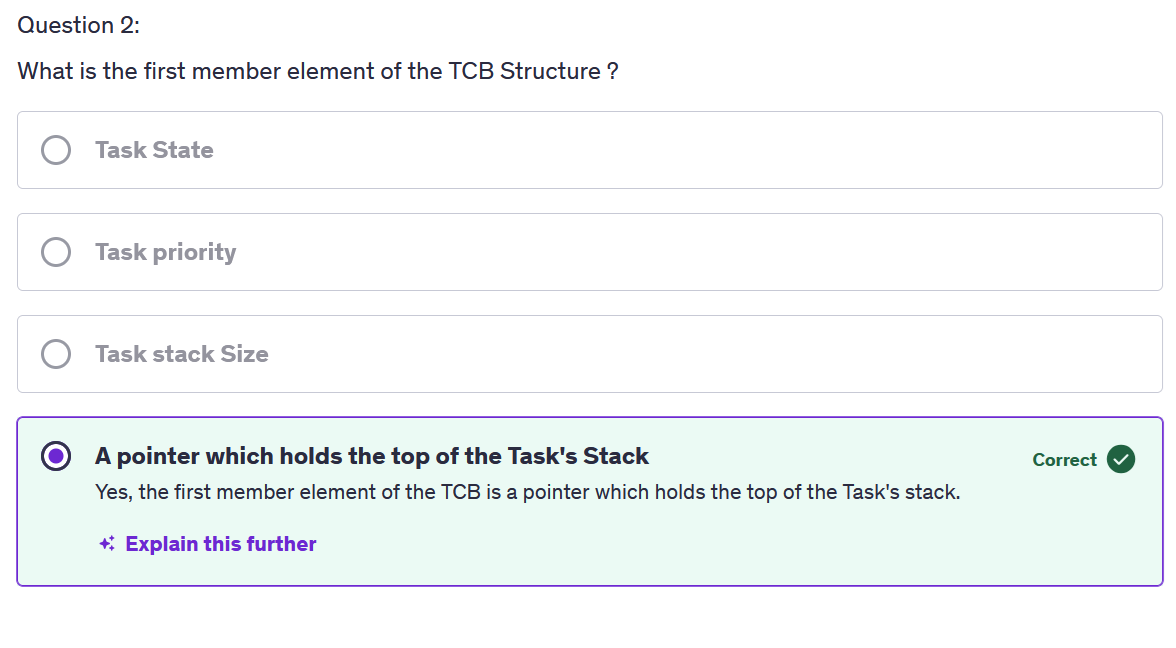 Question 2:
What is the first member element of the TCB Structure ?
Task State
Task priority
Task stack Size
A pointer which holds the top of the Task's Stack
Correct
Yes, the first member element of the TCB is a pointer which holds the top of the Task's stack.
Explain this further